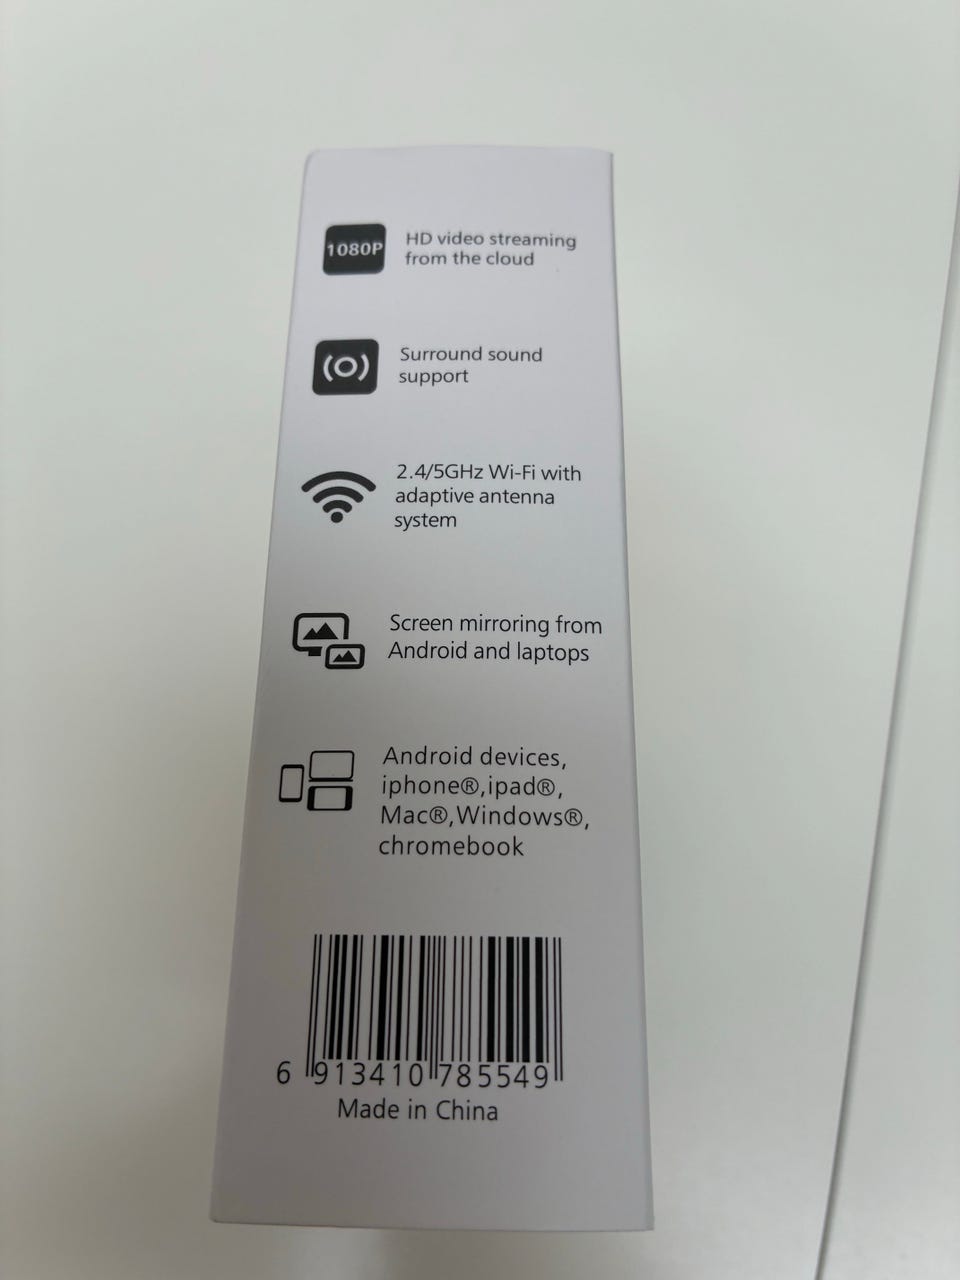 1080P
HD video streaming
from the cloud
Surround sound
support
2.4/5GHz Wi-Fi with
adaptive antenna
system
Screen mirroring from
Android and laptops
Android devices,
iphone®,ipad®,
Mac®,Windows®,
chromebook
6 913410 785549
Made in China